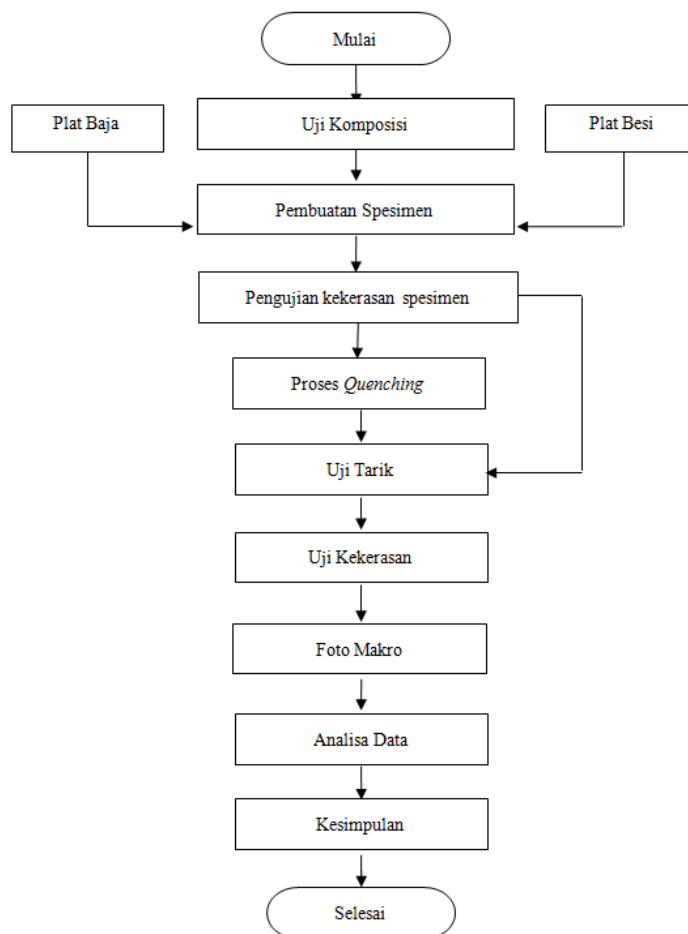 Mulai
Plat Baja
Uji Komposisi
Plat Besi
Pembuatan Spesimen
Pengujian kekerasan spesimen
Proses Quenching
Uji Tarik
Uji Kekerasan
Foto Makro
Analisa Data
Kesimpulan
Selesai